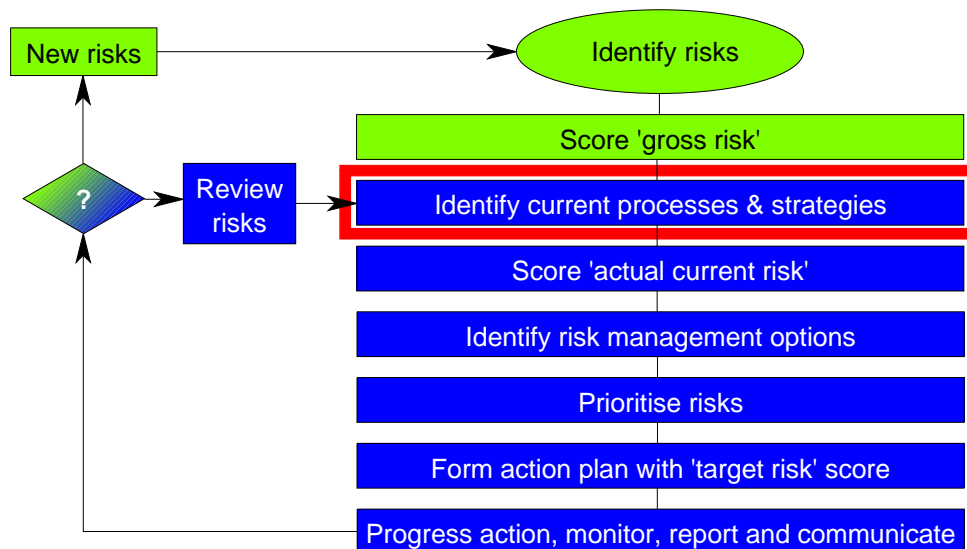 New risks
Identify risks
Score 'gross risk'
?
Review
risks
Identify current processes & strategies
Score 'actual current risk'
Identify risk management options
Prioritise risks
Form action plan with 'target risk' score
Progress action, monitor, report and communicate